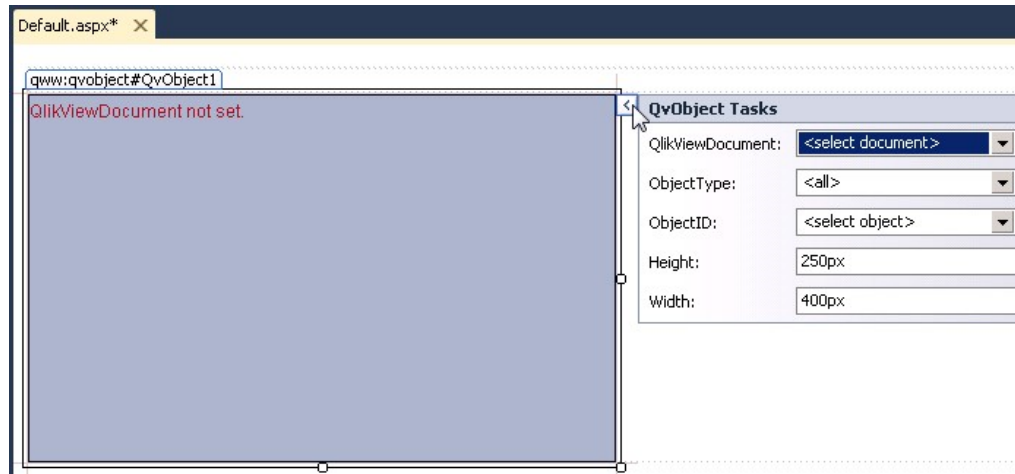 Default.aspx*
qww:qvobject#QvObject1
QlikViewDocument not set.
QvObject Tasks
QlikViewDocument: <select document>
ObjectType: <all>
ObjectID: <select object>
Height: 250px
Width: 400px